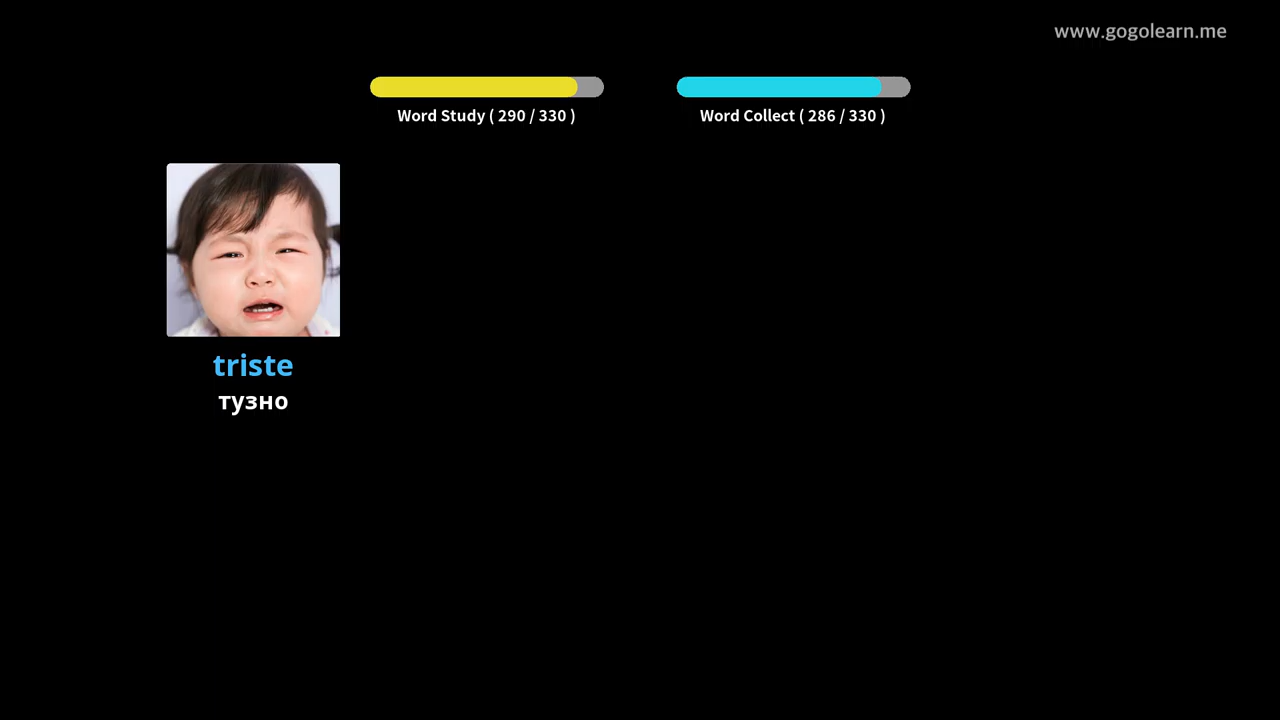 www.gogolearn.me
Word Study ( 290 / 330 )
Word Collect ( 286 / 330 )
triste
тузно